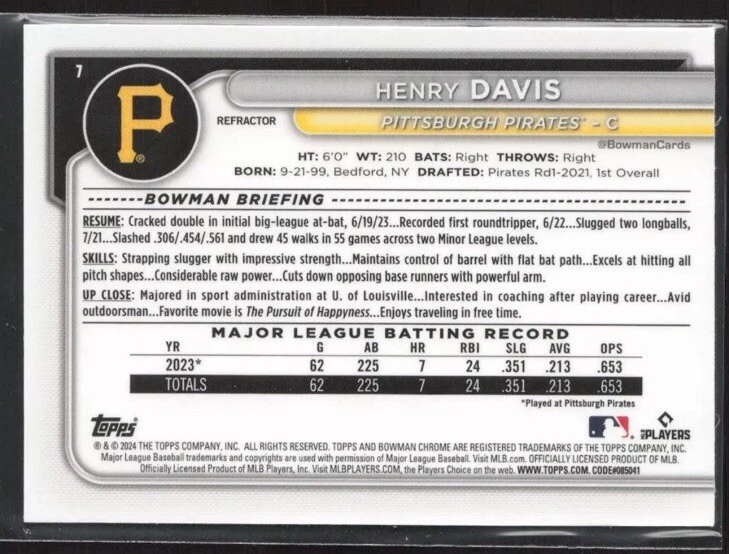 7
P
®
HENRY DAVIS
REFRACTOR
PITTSBURGH PIRATES™ – C
@BowmanCards
HT: 6'0" WT: 210 BATS: Right THROWS: Right
BORN: 9-21-99, Bedford, NY DRAFTED: Pirates Rd1-2021, 1st Overall
BOWMAN BRIEFING
RESUME: Cracked double in initial big-league at-bat, 6/19/23...Recorded first roundtripper, 6/22...Slugged two longballs,
7/21...Slashed .306/.454/.561 and drew 45 walks in 55 games across two Minor League levels.
SKILLS: Strapping slugger with impressive strength...Maintains control of barrel with flat bat path...Excels at hitting all
pitch shapes...Considerable raw power...Cuts down opposing base runners with powerful arm.
UP CLOSE: Majored in sport administration at U. of Louisville...Interested in coaching after playing career...Avid
outdoorsman...Favorite movie is The Pursuit of Happyness...Enjoys traveling in free time.
MAJOR LEAGUE BATTING RECORD
YR G AB HR RBI SLG AVG OPS
2023* 62 225 7 24 .351 .213 .653
TOTALS 62 225 7 24 .351 .213 .653
*Played at Pittsburgh Pirates
Topps
MLB PLAYERS
® & © 2024 THE TOPPS COMPANY, INC. ALL RIGHTS RESERVED. TOPPS AND BOWMAN CHROME ARE REGISTERED TRADEMARKS OF THE TOPPS COMPANY, INC.
Major League Baseball trademarks and copyrights are used with permission of Major League Baseball. Visit MLB.com. OFFICIALLY LICENSED PRODUCT OF MLB.
Officially Licensed Product of MLB Players, Inc. Visit MLBPLAYERS.COM, the Players Choice on the web. WWW.TOPPS.COM. CODE#085041